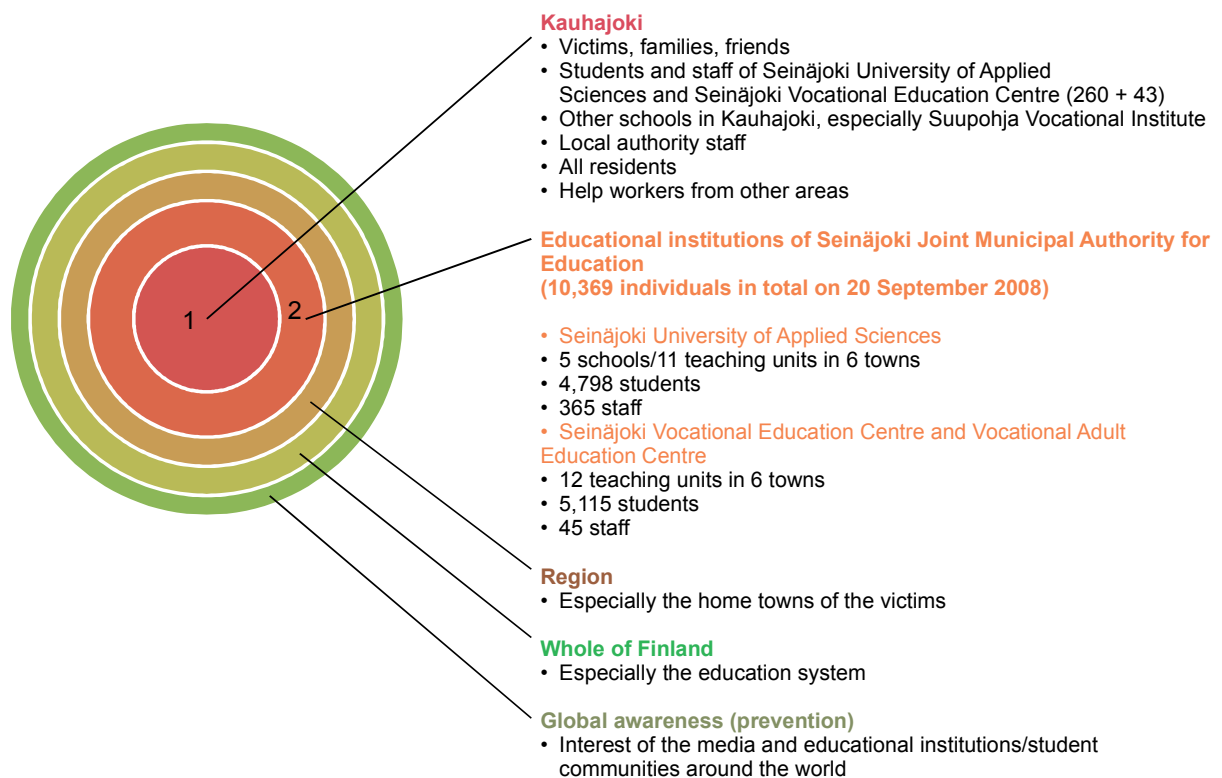 Kauhajoki
• Victims, families, friends
• Students and staff of Seinäjoki University of Applied
Sciences and Seinäjoki Vocational Education Centre (260 + 43)
• Other schools in Kauhajoki, especially Suupohja Vocational Institute
• Local authority staff
• All residents
• Help workers from other areas
Educational institutions of Seinäjoki Joint Municipal Authority for
Education
(10,369 individuals in total on 20 September 2008)
1
2
• Seinäjoki University of Applied Sciences
• 5 schools/11 teaching units in 6 towns
• 4,798 students
• 365 staff
• Seinäjoki Vocational Education Centre and Vocational Adult
Education Centre
• 12 teaching units in 6 towns
• 5,115 students
• 45 staff
Region
• Especially the home towns of the victims
Whole of Finland
• Especially the education system
Global awareness (prevention)
• Interest of the media and educational institutions/student
communities around the world